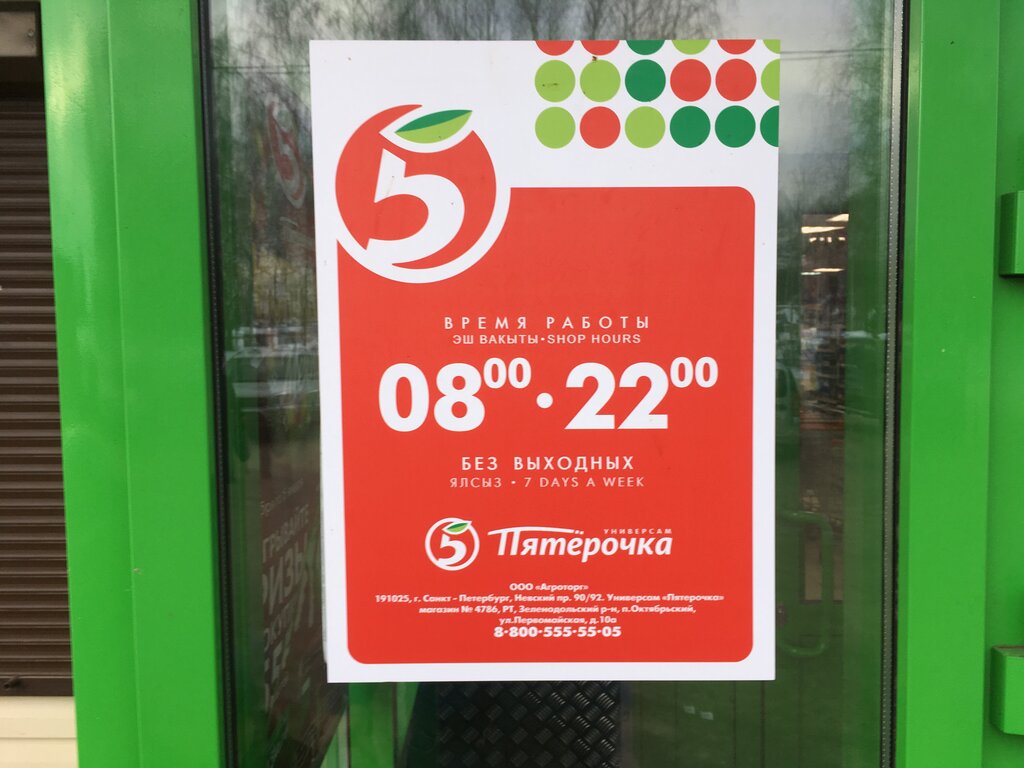 5
ВРЕМЯ РАБОТЫ
ЭШ ВАКЫТЫ•SHOP HOURS
08⁰⁰•22⁰⁰
БЕЗ ВЫХОДНЫХ
ЯЛСЫЗ • 7 DAYS A WEEK
УНИВЕРСАМ
5 Пятёрочка
ООО «Агроторг»
191025, г. Санкт - Петербург, Невский пр. 90/92. Универсам «Пятерочка»
магазин № 4786, РТ, Зеленодольский р-н, п.Октябрьский,
ул.Первомайская, д.10а
8-800-555-55-05